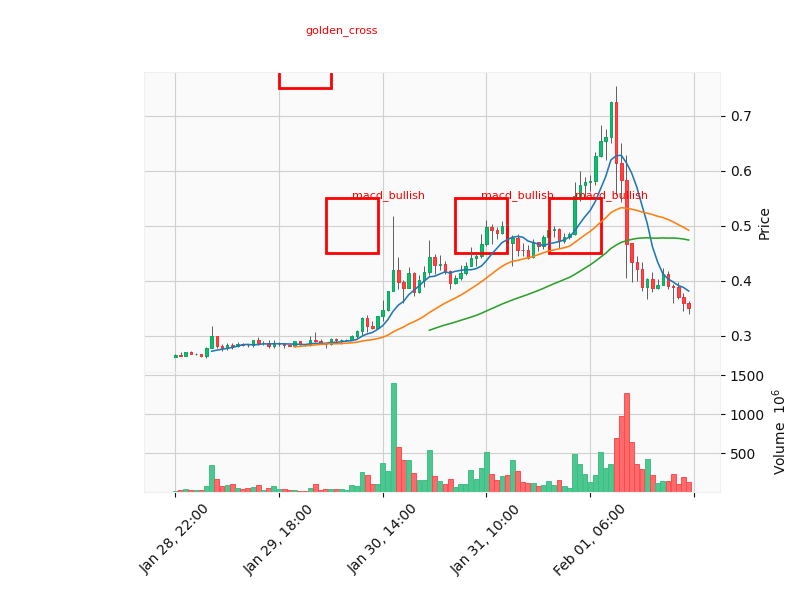 golden_cross
macd_bullish
macd_bullish
macd_bullish
0.7
0.6
0.5
0.4
0.3
Price
1500
1000
500
Volume 10^6
Jan 28, 22:00
Jan 29, 18:00
Jan 30, 14:00
Jan 31, 10:00
Feb 01, 06:00